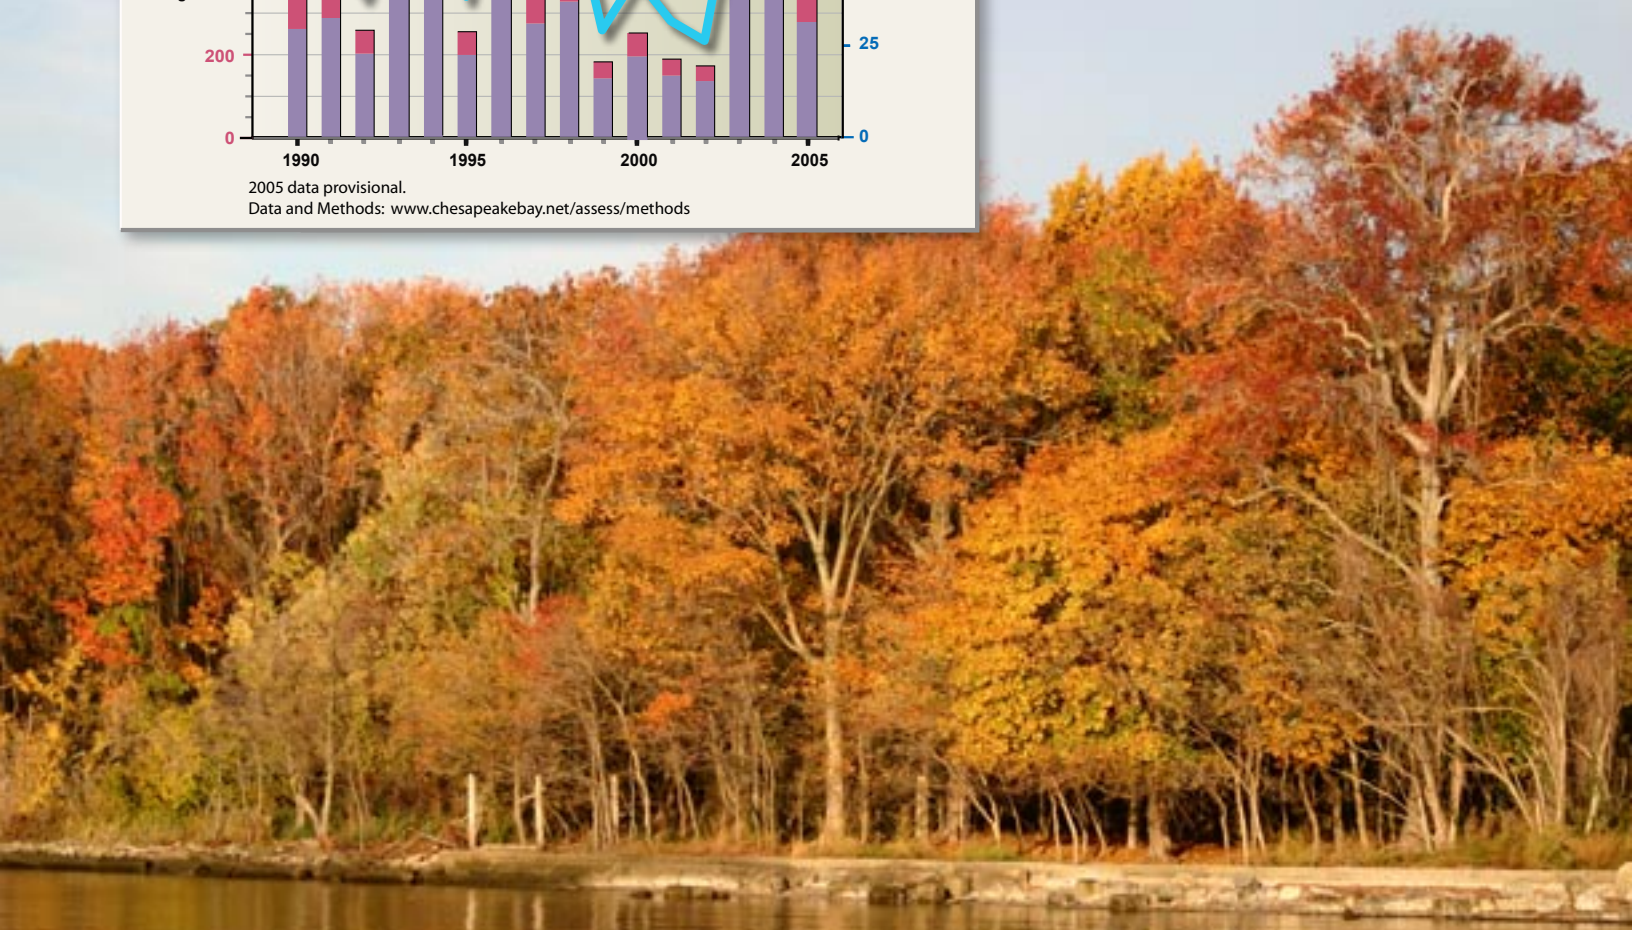 25
200
0
0
1990 1995 2000 2005
2005 data provisional.
Data and Methods: www.chesapeakebay.net/assess/methods